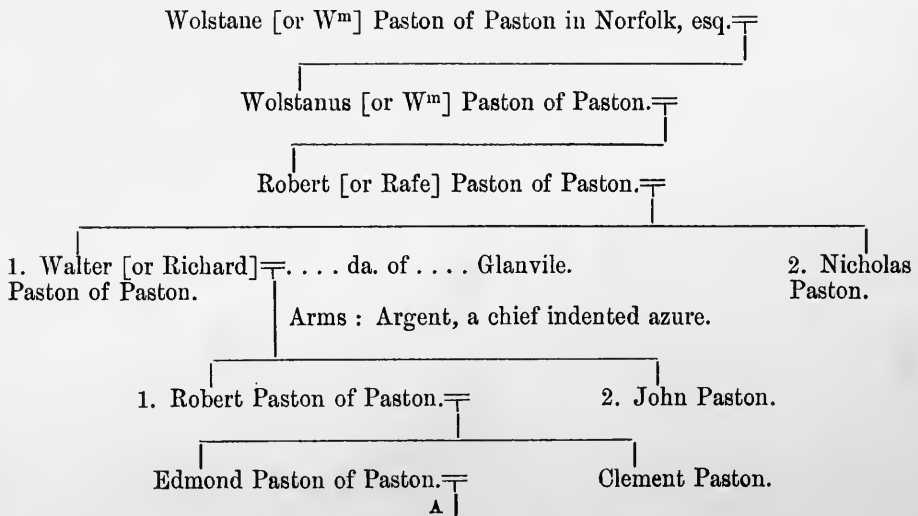 Wolstane [or Wᵐ] Paston of Paston in Norfolk, esq.
Wolstanus [or Wᵐ] Paston of Paston.
Robert [or Rafe] Paston of Paston.
1. Walter [or Richard] . . . . da. of . . . . Glanvile. 2. Nicholas
Paston of Paston. Paston.
Arms : Argent, a chief indented azure.
1. Robert Paston of Paston. 2. John Paston.
Edmond Paston of Paston. Clement Paston.
A